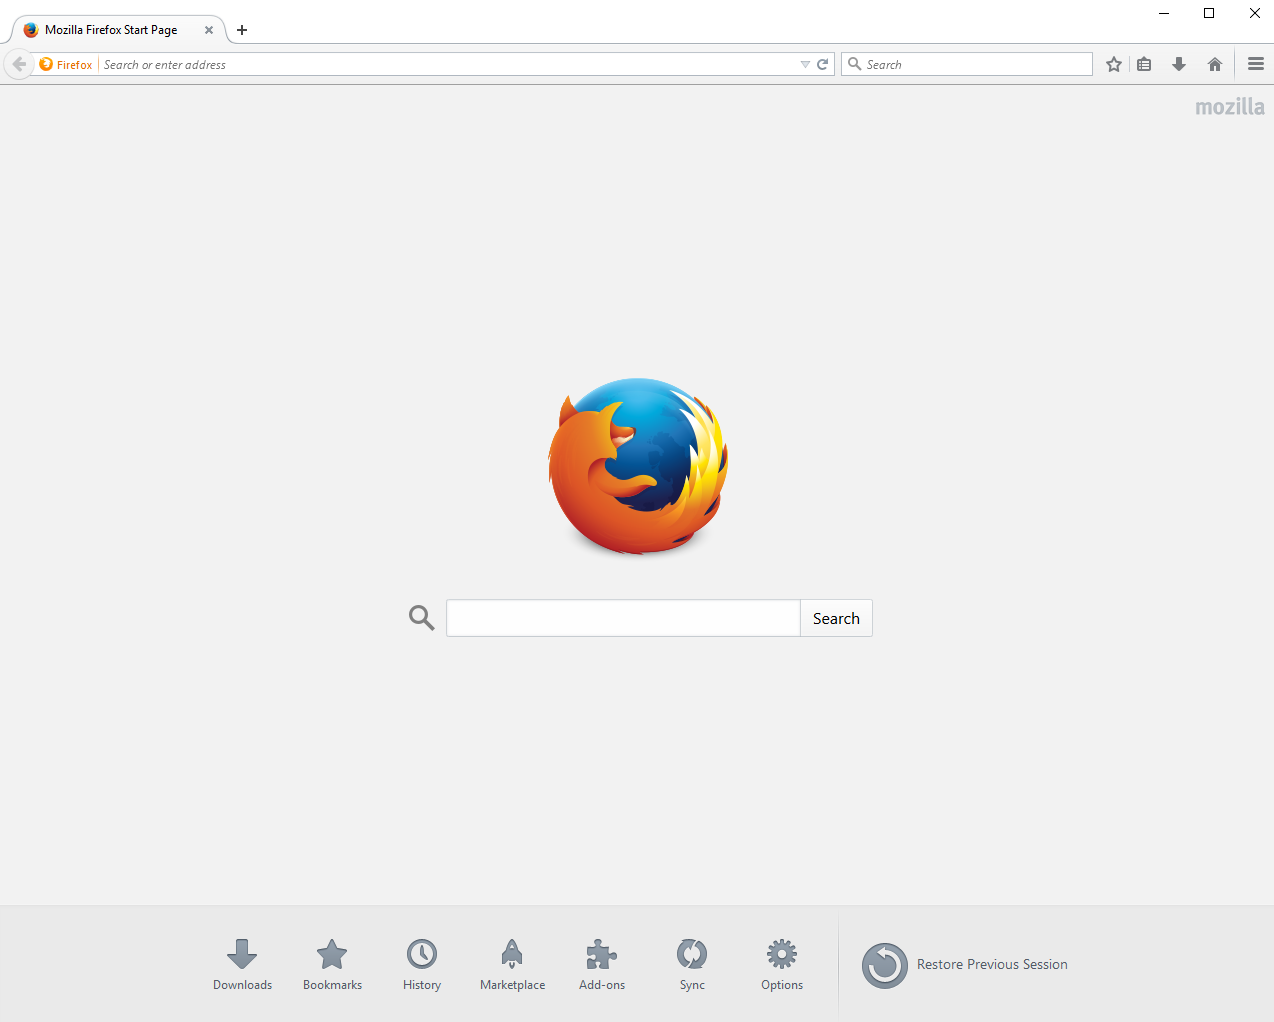 Mozilla Firefox Start Page
Firefox Search or enter address Search
mozilla
Search
Downloads Bookmarks History Marketplace Add-ons Sync Options Restore Previous Session